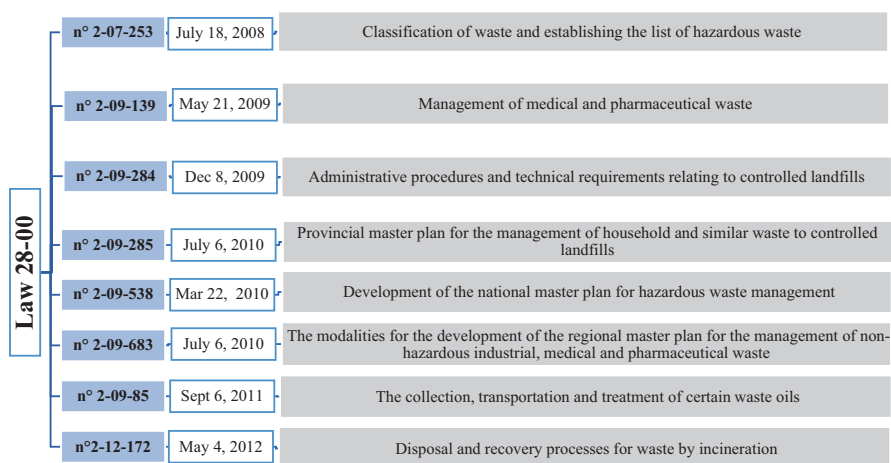 Law 28-00
n° 2-07-253 July 18, 2008 Classification of waste and establishing the list of hazardous waste
n° 2-09-139 May 21, 2009 Management of medical and pharmaceutical waste
n° 2-09-284 Dec 8, 2009 Administrative procedures and technical requirements relating to controlled landfills
n° 2-09-285 July 6, 2010 Provincial master plan for the management of household and similar waste to controlled
landfills
n° 2-09-538 Mar 22, 2010 Development of the national master plan for hazardous waste management
n° 2-09-683 July 6, 2010 The modalities for the development of the regional master plan for the management of non-
hazardous industrial, medical and pharmaceutical waste
n° 2-09-85 Sept 6, 2011 The collection, transportation and treatment of certain waste oils
n°2-12-172 May 4, 2012 Disposal and recovery processes for waste by incineration